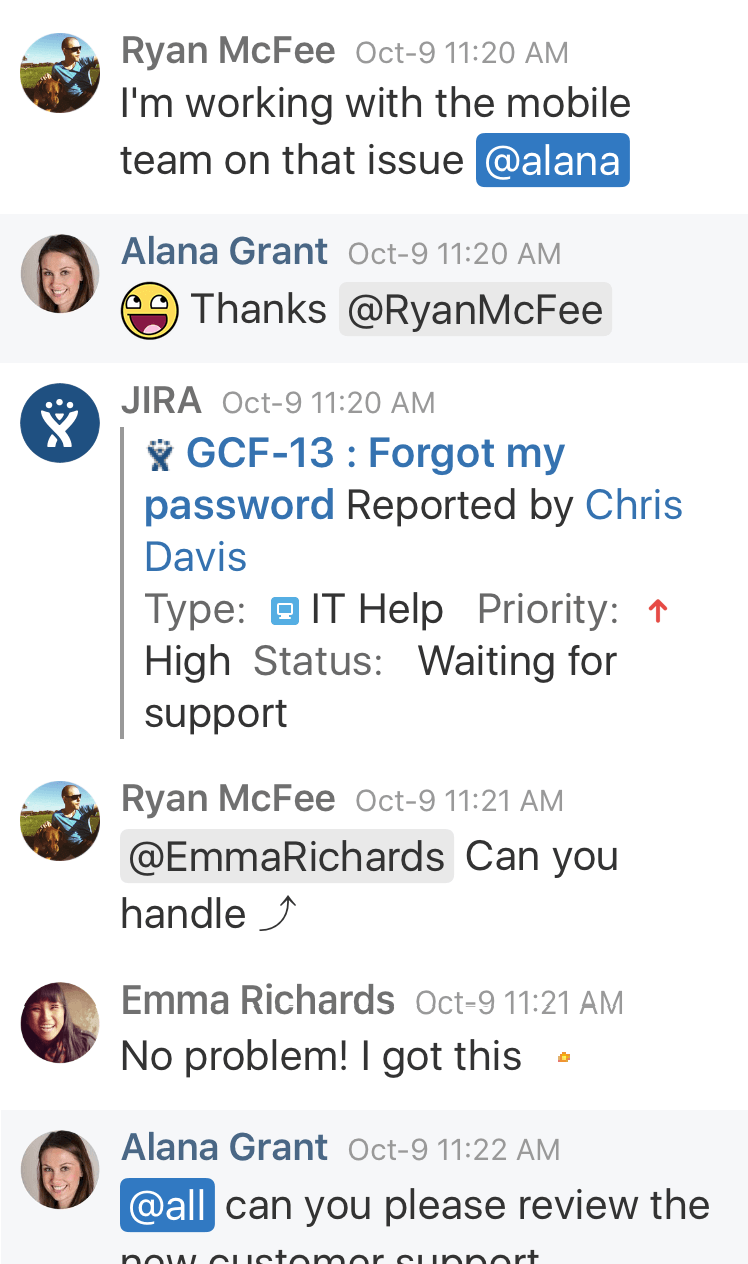 Ryan McFee Oct-9 11:20 AM
I'm working with the mobile
team on that issue @alana
Alana Grant Oct-9 11:20 AM
Thanks @RyanMcFee
JIRA Oct-9 11:20 AM
GCF-13 : Forgot my
password Reported by Chris
Davis
Type: IT Help Priority:
High Status: Waiting for
support
Ryan McFee Oct-9 11:21 AM
@EmmaRichards Can you
handle ⤴
Emma Richards Oct-9 11:21 AM
No problem! I got this
Alana Grant Oct-9 11:22 AM
@all can you please review the
new customer support